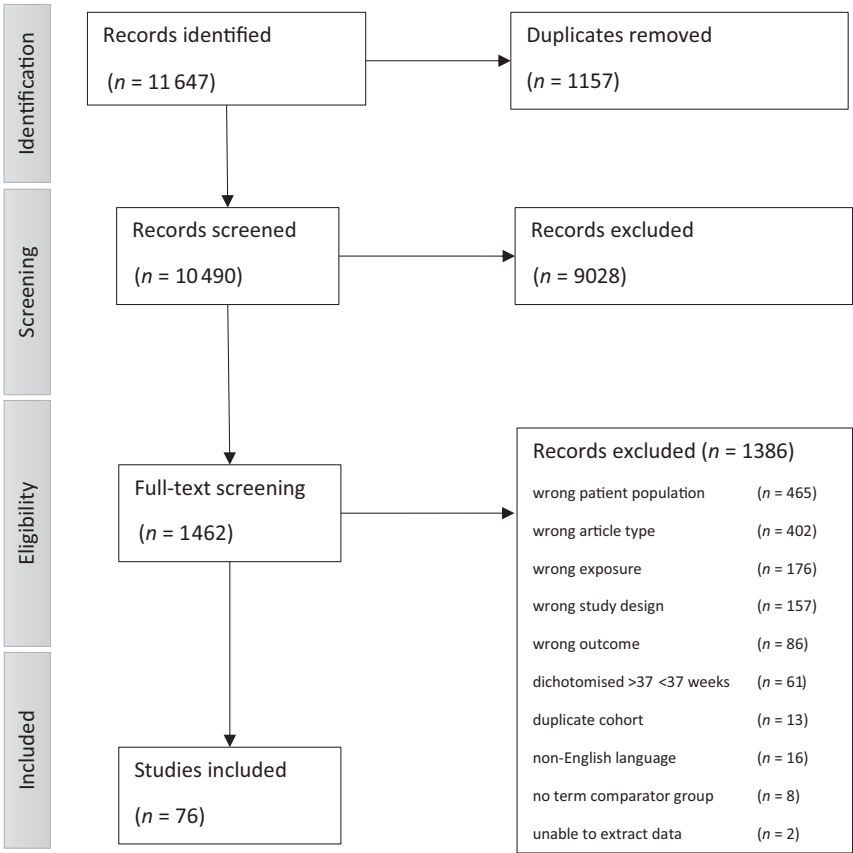 Identification
Records identified
(n = 11 647)
Duplicates removed
(n = 1157)
Screening
Records screened
(n = 10 490)
Records excluded
(n = 9028)
Eligibility
Full-text screening
(n = 1462)
Records excluded (n = 1386)
wrong patient population (n = 465)
wrong article type (n = 402)
wrong exposure (n = 176)
wrong study design (n = 157)
wrong outcome (n = 86)
dichotomised >37 <37 weeks (n = 61)
duplicate cohort (n = 13)
non-English language (n = 16)
no term comparator group (n = 8)
unable to extract data (n = 2)
Included
Studies included
(n = 76)